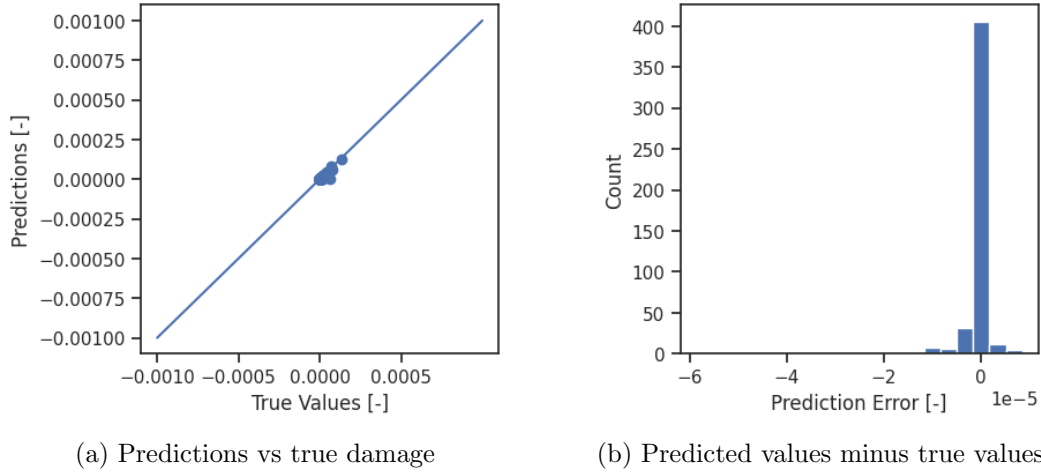 0.00100
0.00075
0.00050
0.00025
0.00000
−0.00025
−0.00050
−0.00075
−0.00100
Predictions [-]
−0.0010 −0.0005 0.0000 0.0005
True Values [-]
400
350
300
250
200
150
100
50
0
Count
−6 −4 −2 0
1e−5
Prediction Error [-]
(a) Predictions vs true damage
(b) Predicted values minus true values